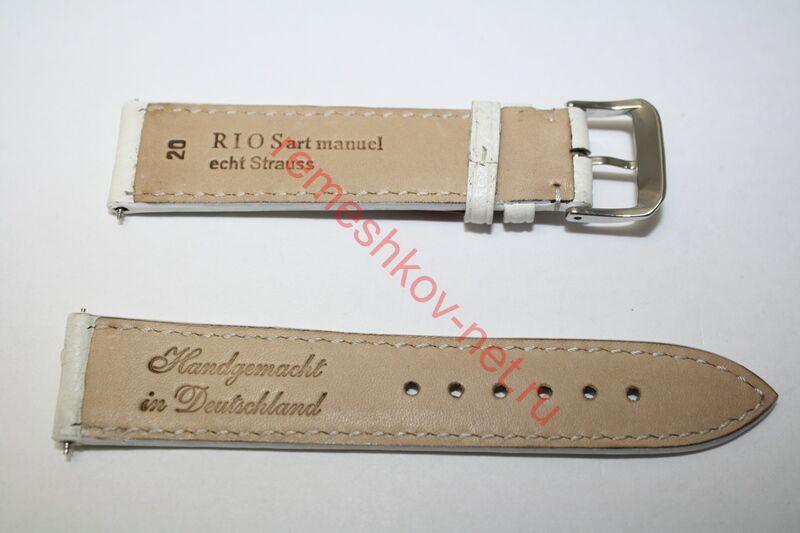 20
RIOS art manuel
echt Strauss
Handgemacht
in Deutschland
remeshkov-net.ru